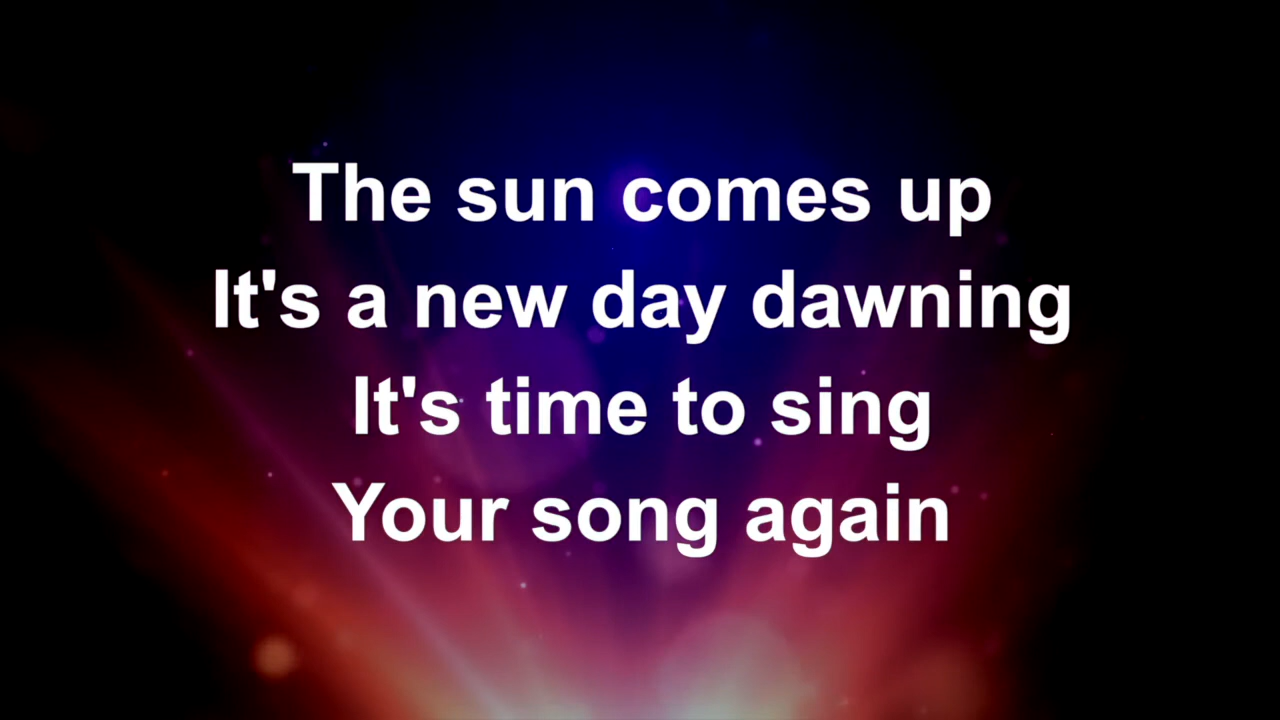 The sun comes up
It's a new day dawning
It's time to sing
Your song again